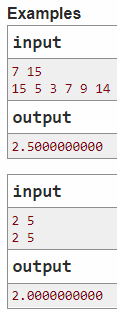 Examples
input
7 15
15 5 3 7 9 14
output
2.5000000000
input
2 5
2 5
output
2.0000000000